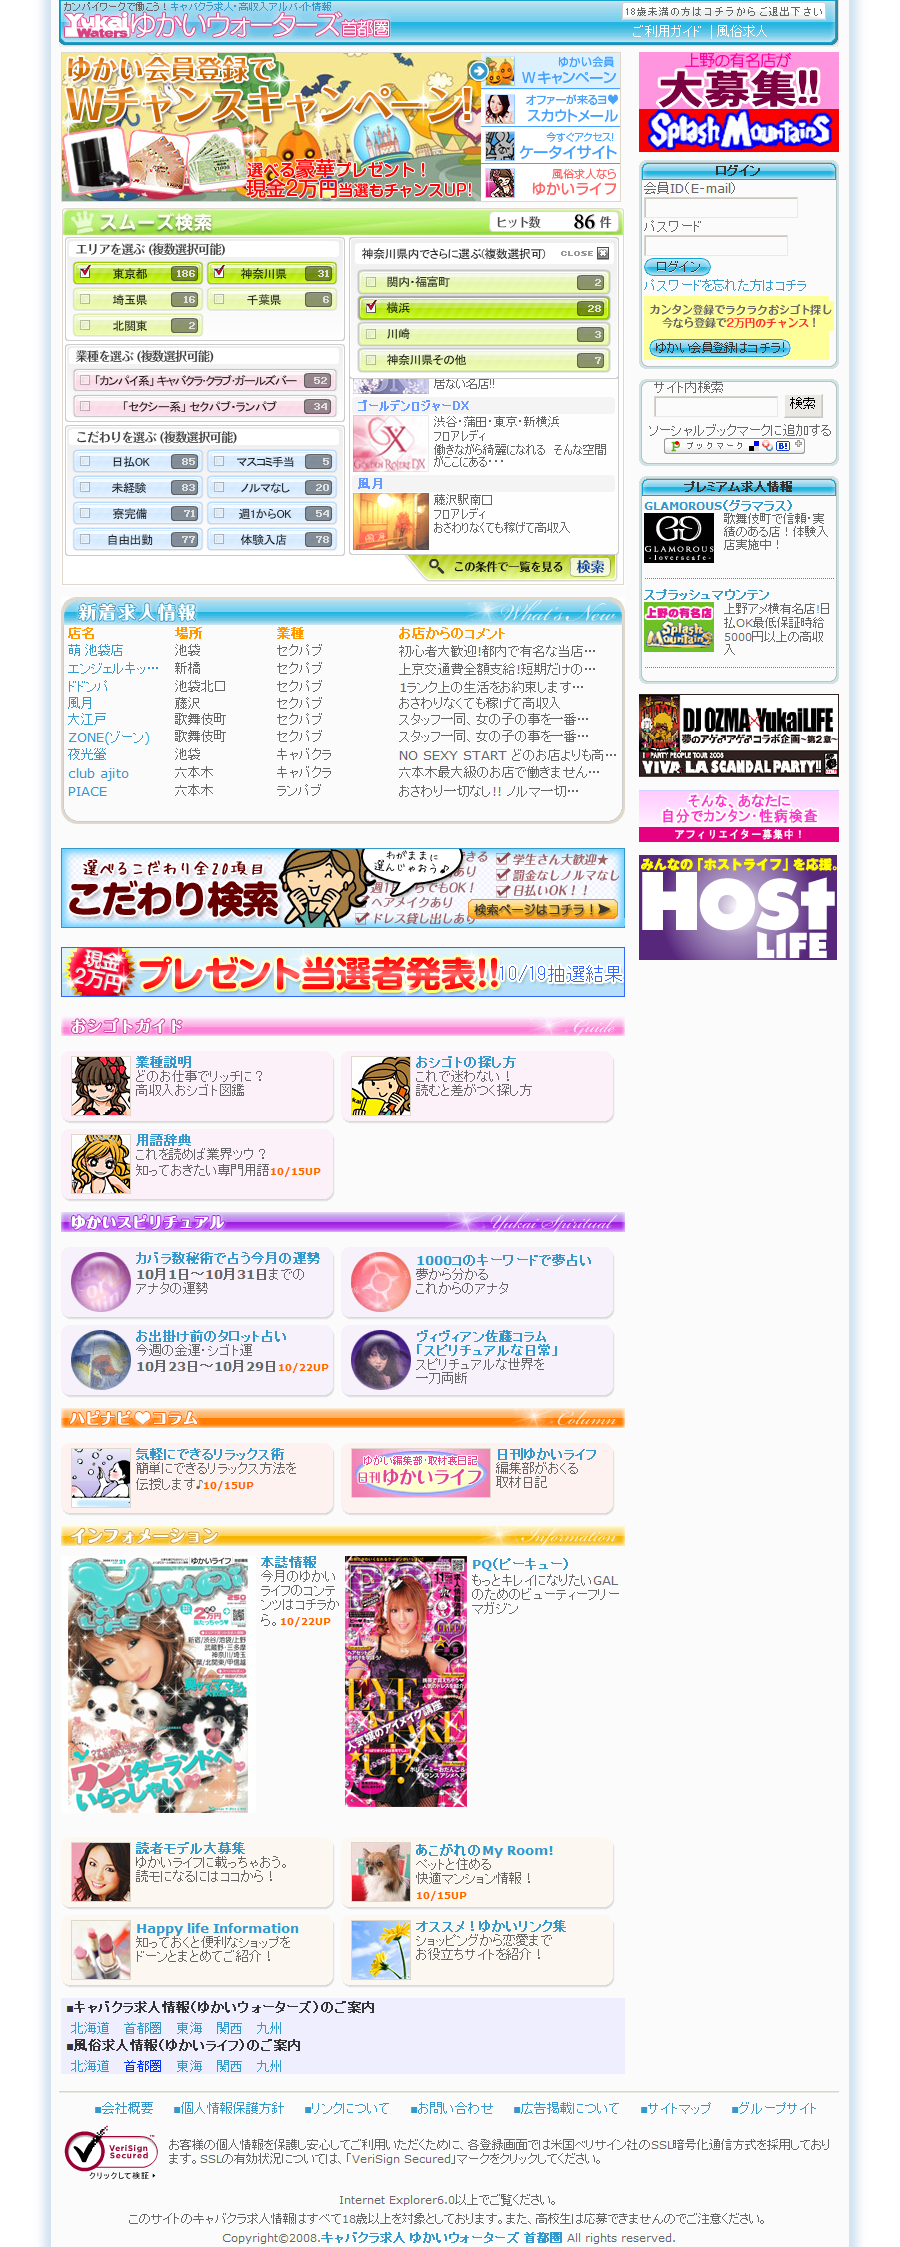 カンパイワークで働こう！キャバクラ求人・高収入アルバイト情報
18歳未満の方はコチラからご退出下さい
Yukai Waters ゆかいウォーターズ 首都圏
ご利用ガイド | 風俗求人
ゆかい会員登録で
Wチャンスキャンペーン!
選べる豪華プレゼント！
現金2万円当選もチャンスUP!
ゆかい会員
Wキャンペーン
オファーが来るヨ♥
スカウトメール
今すぐアクセス!
ケータイサイト
風俗求人なら
ゆかいライフ
上野の有名店が
大募集!!
Splash Mountains
スムーズ検索
ヒット数 86 件
エリアを選ぶ (複数選択可能)
東京都 186
神奈川県 31
埼玉県 16
千葉県 6
北関東 2
業種を選ぶ (複数選択可能)
「カンパイ系」キャバクラ・クラブ・ガールズバー 52
「セクシー系」セクパブ・ランパブ 34
こだわりを選ぶ (複数選択可能)
日払OK 85
マスコミ手当 5
未経験 83
ノルマなし 20
寮完備 71
週1からOK 54
自由出勤 77
体験入店 78
神奈川県内でさらに選ぶ(複数選択可) CLOSE
関内・福富町 2
横浜 28
川崎 3
神奈川県その他 7
居ない名店!!
ゴールデンロジャーDX
渋谷・蒲田・東京・新横浜
フロアレディ
働きながら綺麗になれる そんな空間がここにある・・・
風月
藤沢駅南口
フロアレディ
おさわりなくても稼げて高収入
この条件で一覧を見る 検索
ログイン
会員ID(E-mail)
パスワード
ログイン
パスワードを忘れた方はコチラ
カンタン登録でラクラクおシゴト探し
今なら登録で2万円のチャンス！
ゆかい会員登録はコチラ!
サイト内検索
検索
ソーシャルブックマークに追加する
ブックマーク
プレミアム求人情報
GLAMOROUS(グラマラス)
GLAMOROUS
-loverscafe-
歌舞伎町で信頼・実績のある店！体験入店実施中！
スプラッシュマウンテン
上野の有名店
Splash Mountains
上野アメ横有名店!日払OK最低保証時給5000円以上の高収入
新着求人情報 What's New
店名 場所 業種 お店からのコメント
萌 池袋店 池袋 セクパブ 初心者大歓迎!都内で有名な当店…
エンジェルキッ… 新橋 セクパブ 上京交通費全額支給!短期だけの…
ドドンパ 池袋北口 セクパブ 1ランク上の生活をお約束します…
風月 藤沢 セクパブ おさわりなくても稼げて高収入
大江戸 歌舞伎町 セクパブ スタッフ一同、女の子の事を一番…
ZONE(ゾーン) 歌舞伎町 セクパブ スタッフ一同、女の子の事を一番…
夜光蛍 池袋 キャバクラ NO SEXY START どのお店よりも高…
club ajito 六本木 キャバクラ 六本木最大級のお店で働きません…
PIACE 六本木 ランパブ おさわり一切なし!! ノルマ一切…
DJ OZMA×YukaiLIFE
夢のアゲ♂アゲ♂コラボ企画～第2章～
I ♥ PARTY PEOPLE TOUR 2008
VIVA LA SCANDAL PARTY!
そんな、あなたに
自分でカンタン・性病検査
アフィリエイター募集中！
みんなの「ホストライフ」を応援。
HOST LIFE
選べるこだわり全20項目
こだわり検索
わがままに選んじゃおう♪
学生さん大歓迎★
罰金なしノルマなし
日払いOK！！
ヘアメイクあり
ドレス貸し出しあり
検索ページはコチラ！
現金2万円 プレゼント当選者発表!! 10/19抽選結果
おシゴトガイド Guide
業種説明
どのお仕事でリッチに？
高収入おシゴト図鑑
おシゴトの探し方
これで迷わない！
読むと差がつく探し方
用語辞典
これを読めば業界ツウ？
知っておきたい専門用語10/15UP
ゆかいスピリチュアル Yukai Spiritual
カバラ数秘術で占う今月の運勢
10月1日～10月31日までの
アナタの運勢
1000コのキーワードで夢占い
夢から分かる
これからのアナタ
お出掛け前のタロット占い
今週の金運・シゴト運
10月23日～10月29日10/22UP
ヴィヴィアン佐藤コラム
「スピリチュアルな日常」
スピリチュアルな世界を
一刀両断
ハピナビ♥コラム Column
気軽にできるリラックス術
簡単にできるリラックス方法を
伝授します♪10/15UP
ゆかい編集部・取材裏日記
日刊ゆかいライフ
日刊ゆかいライフ
編集部がおくる
取材日記
インフォメーション Information
本誌情報
今月のゆかいライフのコンテンツはコチラから。10/22UP
PQ(ピーキュー)
もっとキレイになりたいGALのためのビューティーフリーマガジン
Yukai
ワン!ダーランドへ
いらっしゃい
EYE MAKE UP!
人気嬢のアイメイク講座
読者モデル大募集
ゆかいライフに載っちゃおう。
読モになるにはココから！
あこがれのMy Room!
ペットと住める
快適マンション情報！
10/15UP
Happy life Information
知っておくと便利なショップを
ドーンとまとめてご紹介！
オススメ！ゆかいリンク集
ショッピングから恋愛まで
お役立ちサイトを紹介！
■キャバクラ求人情報(ゆかいウォーターズ)のご案内
北海道 首都圏 東海 関西 九州
■風俗求人情報(ゆかいライフ)のご案内
北海道 首都圏 東海 関西 九州
■会社概要 ■個人情報保護方針 ■リンクについて ■お問い合わせ ■広告掲載について ■サイトマップ ■グループサイト
VeriSign Secured
クリックして検証
お客様の個人情報を保護し安心してご利用いただくために、各登録画面では米国ベリサイン社のSSL暗号化通信方式を採用しております。SSLの有効状況については、「VeriSign Secured」マークをクリックしてください。
Internet Explorer6.0以上でご覧ください。
このサイトのキャバクラ求人情報はすべて18歳以上を対象としております。また、高校生は応募できませんのでご注意ください。
Copyright©2008.キャバクラ求人 ゆかいウォーターズ 首都圏 All rights reserved.